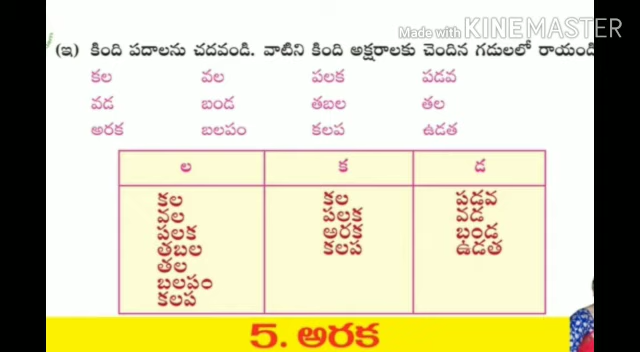 Made with KINEMASTER
(ఇ) కింది పదాలను చదవండి. వాటిని కింది అక్షరాలకు చెందిన గదులలో రాయండి
కల వల పలక పడవ
వడ బండ తబల తల
అరక బలపం కలప ఉడత
ల క డ
కల కల పడవ
వల పలక వడ
పలక అరక బండ
తబల కలప ఉడత
తల
బలపం
కలప
5. అరక